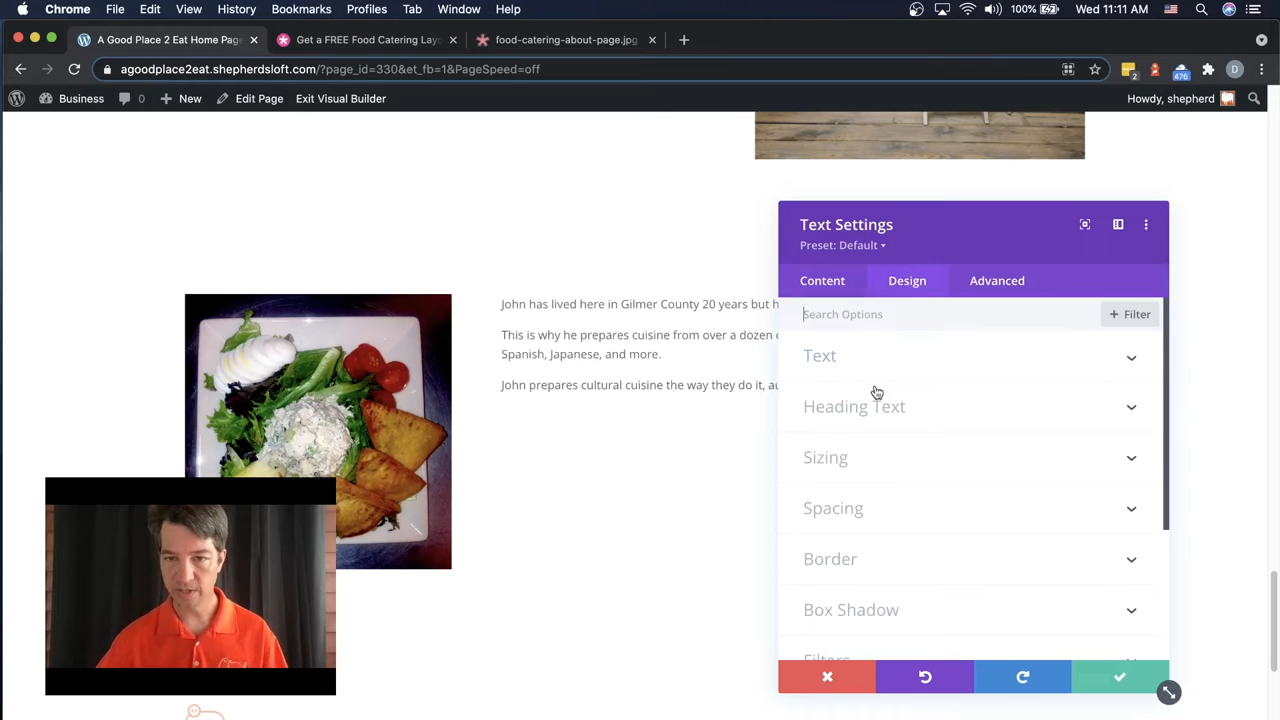 Chrome File Edit View History Bookmarks Profiles Tab Window Help 100% Wed 11:11 AM
A Good Place 2 Eat Home Pag
Get a FREE Food Catering Layo
food-catering-about-page.jpg
agoodplace2eat.shepherdsloft.com/?page_id=330&et_fb=1&PageSpeed=off
2
476
D
Business 0 New Edit Page Exit Visual Builder Howdy, shepherd
Text Settings
Preset: Default
Content Design Advanced
Search Options
Filter
Text
Heading Text
Sizing
Spacing
Border
Box Shadow
Filters
John has lived here in Gilmer County 20 years but h
This is why he prepares cuisine from over a dozen
Spanish, Japanese, and more.
John prepares cultural cuisine the way they do it, au